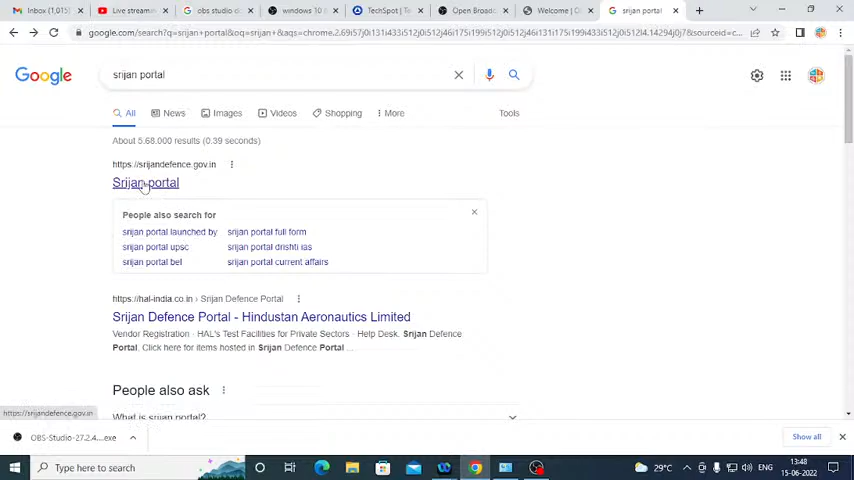 Inbox (1,015)
Live streamin
obs studio d
windows 10 8
TechSpot | Te
Open Broadc
Welcome | O
srijan portal
google.com/search?q=srijan+portal&oq=srijan+&aqs=chrome.2.69i57j0i131i433i512j0i512j46i175i199i512j0i512j46i131i175i199i433i512j0i512l4.14294j0j7&sourceid=c...
Google
srijan portal
All
News
Images
Videos
Shopping
More
Tools
About 5,68,000 results (0.39 seconds)
https://srijandefence.gov.in
Srijan portal
People also search for
srijan portal launched by srijan portal full form
srijan portal upsc srijan portal drishti ias
srijan portal bel srijan portal current affairs
https://hal-india.co.in › Srijan Defence Portal
Srijan Defence Portal - Hindustan Aeronautics Limited
Vendor Registration · HAL's Test Facilities for Private Sectors · Help Desk. Srijan Defence
Portal. Click here for items hosted in Srijan Defence Portal ...
People also ask
What is srijan portal?
https://srijandefence.gov.in
OBS-Studio-27.2.4....exe
Show all
Type here to search
29°C
ENG
13:48
15-06-2022